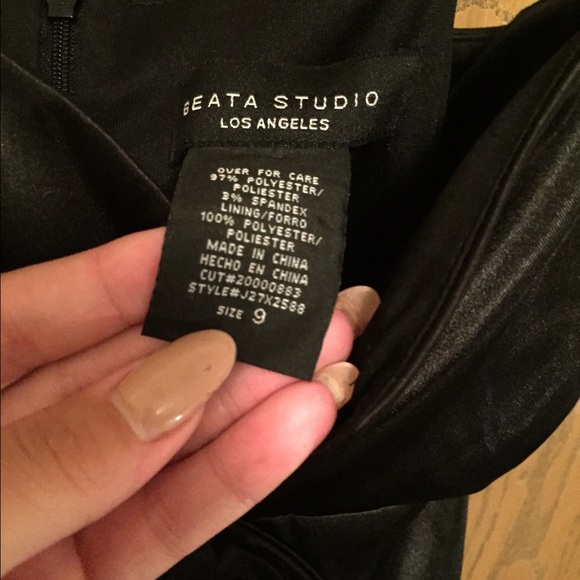 BEATA STUDIO
LOS ANGELES
OVER FOR CARE
97% POLYESTER/
POLIESTER
3% SPANDEX
LINING/FORRO
100% POLYESTER/
POLIESTER
MADE IN CHINA
HECHO EN CHINA
CUT#20000883
STYLE#J27X2588
SIZE 9